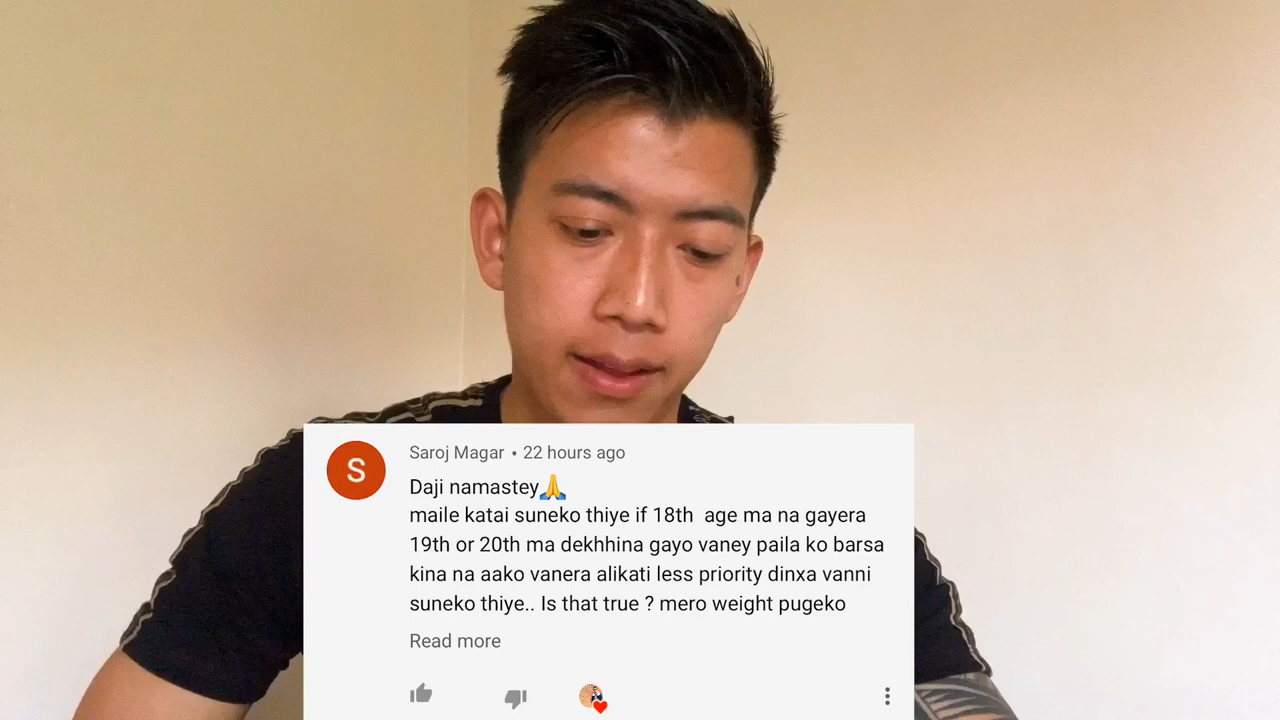 S
Saroj Magar • 22 hours ago
Daji namastey🙏
maile katai suneko thiye if 18th age ma na gayera
19th or 20th ma dekhhina gayo vaney paila ko barsa
kina na aako vanera alikati less priority dinxa vanni
suneko thiye.. Is that true ? mero weight pugeko
Read more